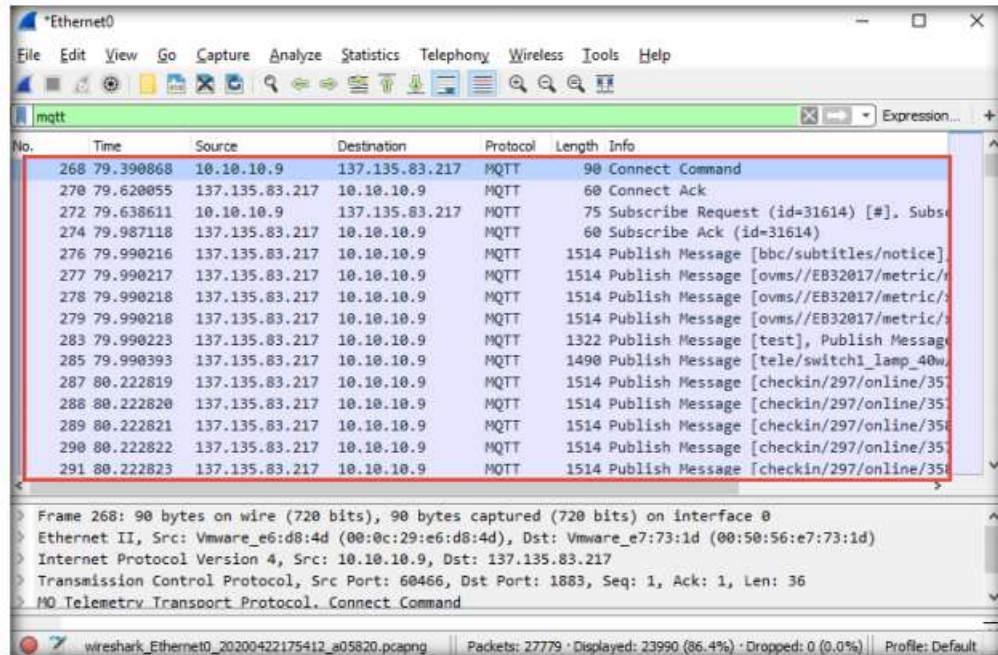 *Ethernet0
File Edit View Go Capture Analyze Statistics Telephony Wireless Tools Help
mqtt Expression... +
No. Time Source Destination Protocol Length Info
268 79.390868 10.10.10.9 137.135.83.217 MQTT 90 Connect Command
270 79.620055 137.135.83.217 10.10.10.9 MQTT 60 Connect Ack
272 79.638611 10.10.10.9 137.135.83.217 MQTT 75 Subscribe Request (id=31614) [#], Subs
274 79.987118 137.135.83.217 10.10.10.9 MQTT 60 Subscribe Ack (id=31614)
276 79.990216 137.135.83.217 10.10.10.9 MQTT 1514 Publish Message [bbc/subtitles/notice],
277 79.990217 137.135.83.217 10.10.10.9 MQTT 1514 Publish Message [ovms//EB32017/metric/
278 79.990218 137.135.83.217 10.10.10.9 MQTT 1514 Publish Message [ovms//EB32017/metric/
279 79.990218 137.135.83.217 10.10.10.9 MQTT 1514 Publish Message [ovms//EB32017/metric/
283 79.990223 137.135.83.217 10.10.10.9 MQTT 1322 Publish Message [test], Publish Message
285 79.990393 137.135.83.217 10.10.10.9 MQTT 1490 Publish Message [tele/switch1_lamp_40w/
287 80.222819 137.135.83.217 10.10.10.9 MQTT 1514 Publish Message [checkin/297/online/357
288 80.222820 137.135.83.217 10.10.10.9 MQTT 1514 Publish Message [checkin/297/online/357
289 80.222821 137.135.83.217 10.10.10.9 MQTT 1514 Publish Message [checkin/297/online/358
290 80.222822 137.135.83.217 10.10.10.9 MQTT 1514 Publish Message [checkin/297/online/357
291 80.222823 137.135.83.217 10.10.10.9 MQTT 1514 Publish Message [checkin/297/online/358
Frame 268: 90 bytes on wire (720 bits), 90 bytes captured (720 bits) on interface 0
Ethernet II, Src: Vmware_e6:d8:4d (00:0c:29:e6:d8:4d), Dst: Vmware_e7:73:1d (00:50:56:e7:73:1d)
Internet Protocol Version 4, Src: 10.10.10.9, Dst: 137.135.83.217
Transmission Control Protocol, Src Port: 60466, Dst Port: 1883, Seq: 1, Ack: 1, Len: 36
MQ Telemetry Transport Protocol, Connect Command
wireshark_Ethernet0_20200422175412_a05820.pcapng Packets: 27779 · Displayed: 23990 (86.4%) · Dropped: 0 (0.0%) Profile: Default